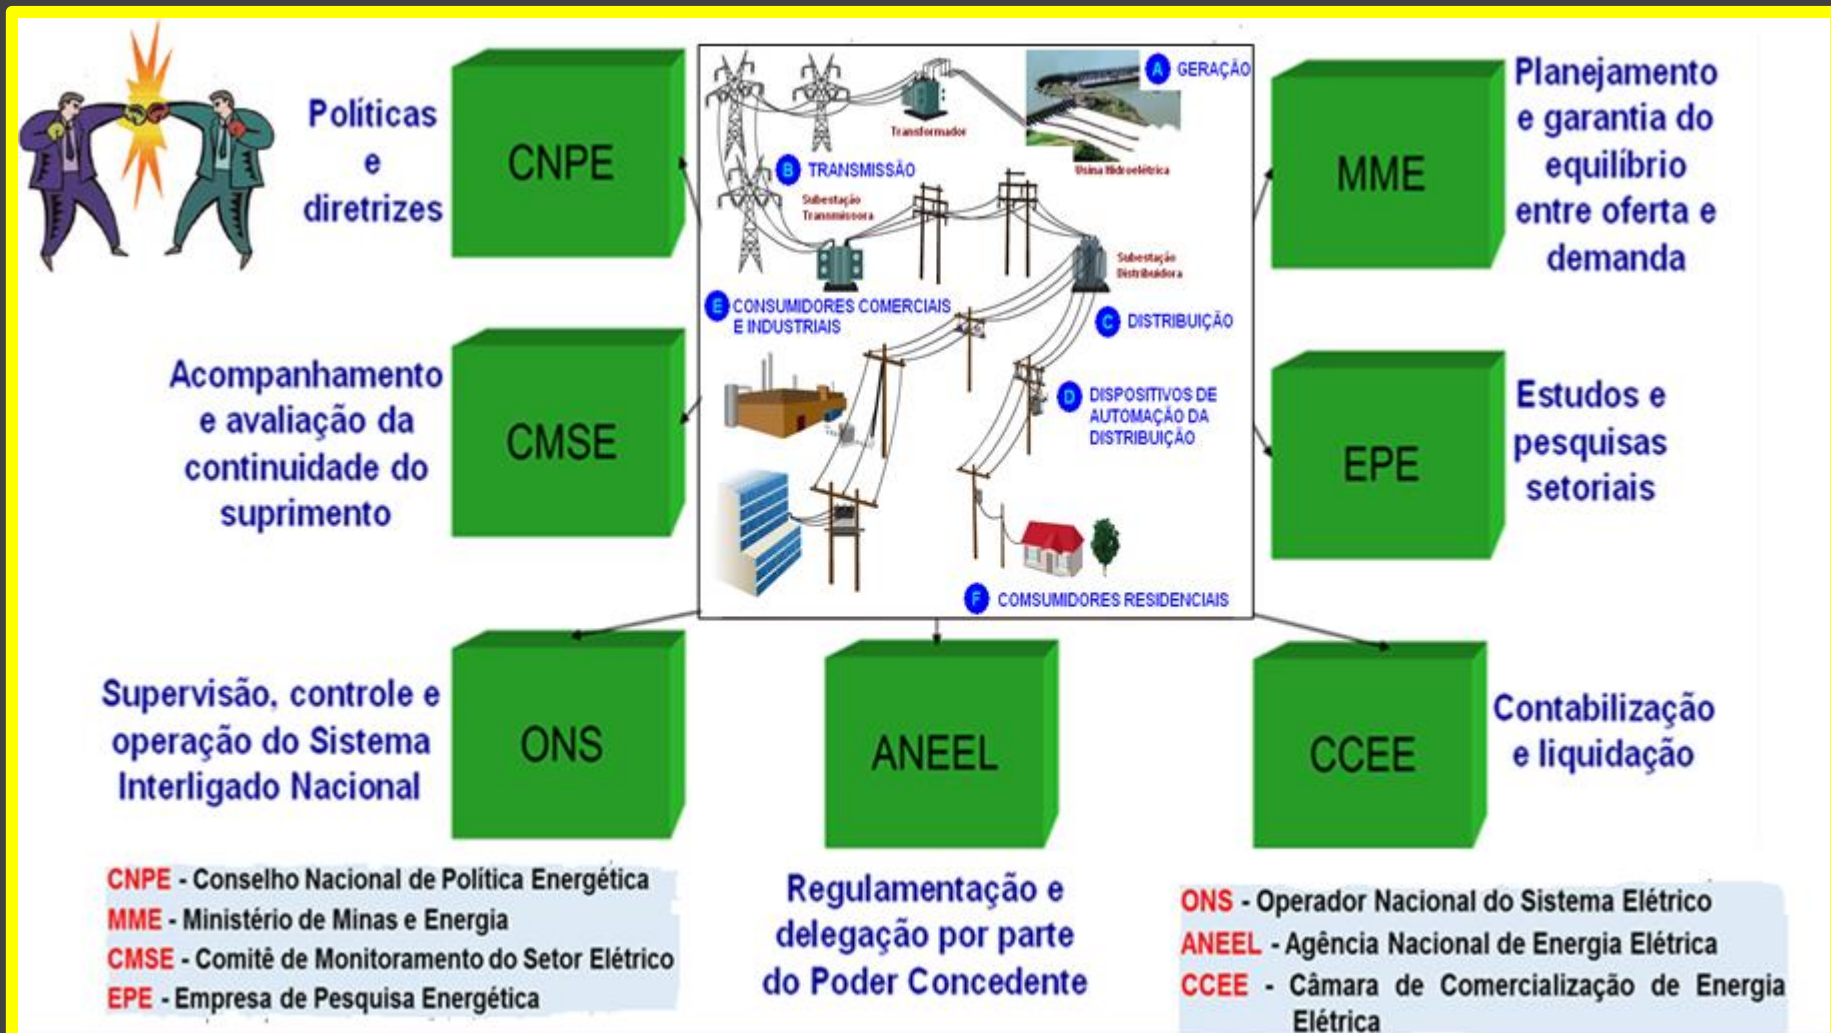 Políticas
e
diretrizes
CNPE
A GERAÇÃO
Transformador
Usina Hidroelétrica
B TRANSMISSÃO
Subestação
Transmissora
Subestação
Distribuidora
E CONSUMIDORES COMERCIAIS
E INDUSTRIAIS
C DISTRIBUIÇÃO
D DISPOSITIVOS DE
AUTOMAÇÃO DA
DISTRIBUIÇÃO
F COMSUMIDORES RESIDENCIAIS
MME
Planejamento
e garantia do
equilíbrio
entre oferta e
demanda
Acompanhamento
e avaliação da
continuidade do
suprimento
CMSE
EPE
Estudos e
pesquisas
setoriais
Supervisão, controle e
operação do Sistema
Interligado Nacional
ONS
ANEEL
CCEE
Contabilização
e liquidação
CNPE - Conselho Nacional de Política Energética
MME - Ministério de Minas e Energia
CMSE - Comitê de Monitoramento do Setor Elétrico
EPE - Empresa de Pesquisa Energética
Regulamentação e
delegação por parte
do Poder Concedente
ONS - Operador Nacional do Sistema Elétrico
ANEEL - Agência Nacional de Energia Elétrica
CCEE - Câmara de Comercialização de Energia
Elétrica